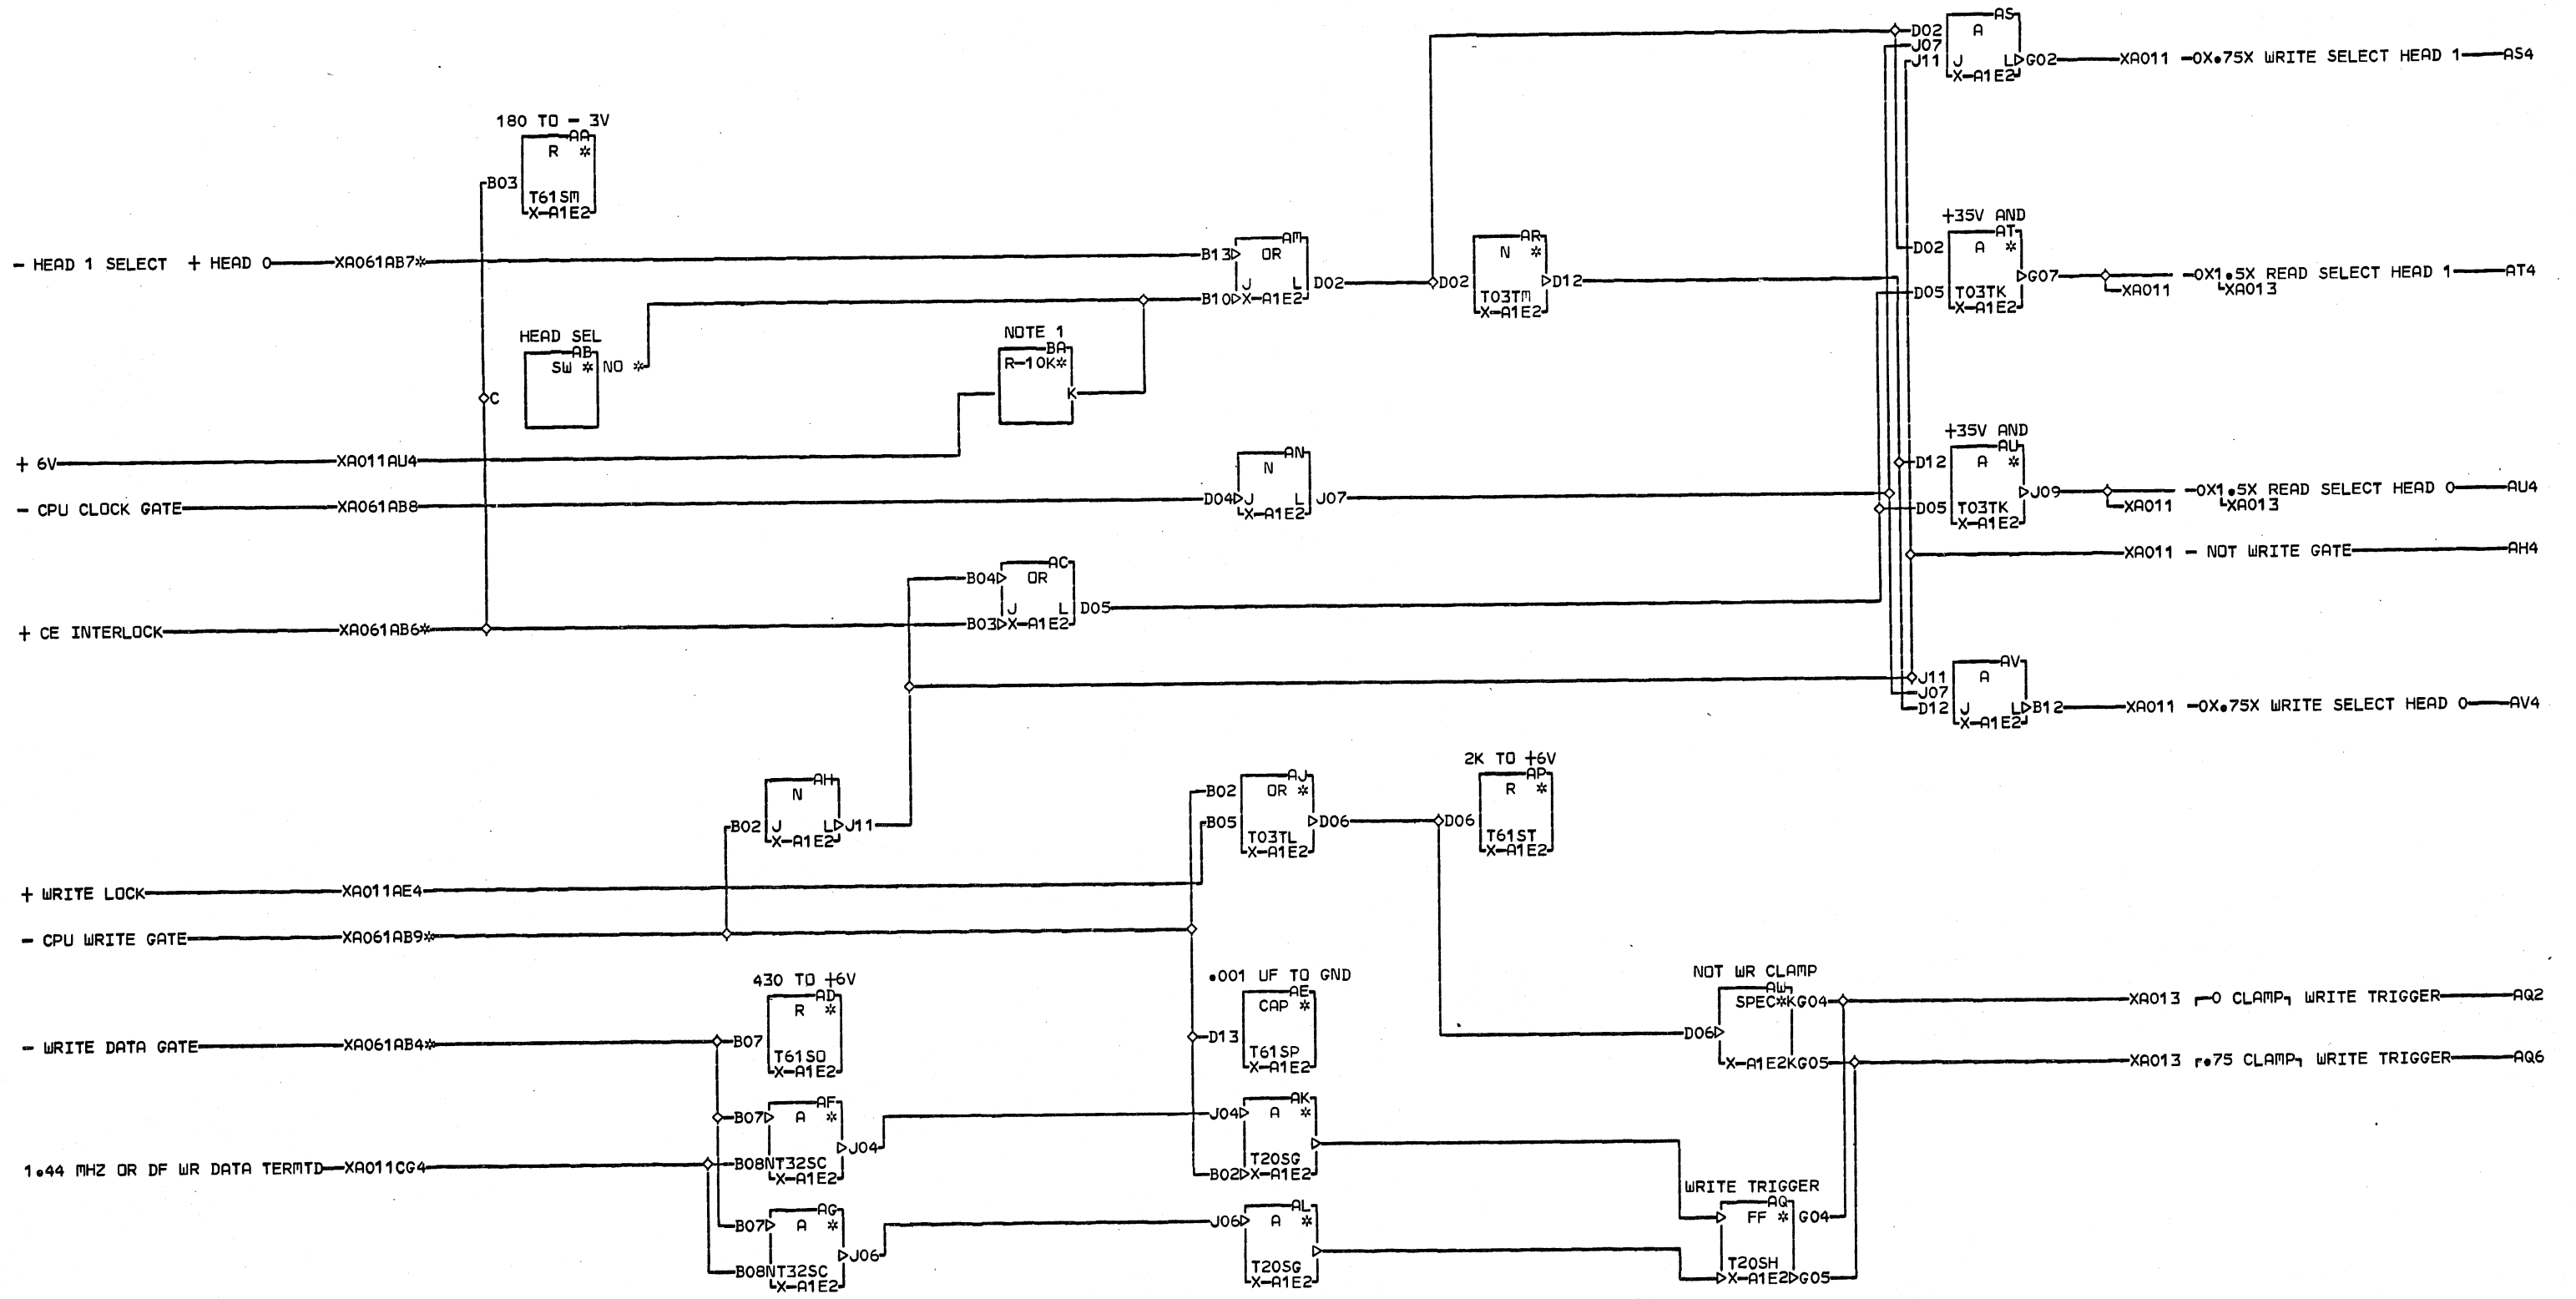 AS
D02 A
J07
J11 J L G02 XA011 -0X.75X WRITE SELECT HEAD 1 AS4
X-A1E2
180 TO - 3V
AA
R *
B03
T61SM
X-A1E2
+35V AND
AT
D02 A *
G07 -0X1.5X READ SELECT HEAD 1 AT4
XA011 XA013
D05 T03TK
X-A1E2
- HEAD 1 SELECT + HEAD 0 XA061AB7*
AM
B13 OR
J L D02
B10 X-A1E2
AR
N *
D02 D12
T03TM
X-A1E2
HEAD SEL
AB
SW * NO *
C
NOTE 1
BA
R-10K*
K
+ 6V XA011AU4
+35V AND
AU
D12 A *
J09 -0X1.5X READ SELECT HEAD 0 AU4
XA011 XA013
D05 T03TK
X-A1E2
- CPU CLOCK GATE XA061AB8
AN
N
D04 J L J07
X-A1E2
XA011 - NOT WRITE GATE AH4
AC
B04 OR
J L D05
B03 X-A1E2
+ CE INTERLOCK XA061AB6*
AV
J11 A
J07
D12 J L B12 XA011 -0X.75X WRITE SELECT HEAD 0 AV4
X-A1E2
AH
N
B02 J L J11
X-A1E2
AJ
B02 OR *
B05 D06
T03TL
X-A1E2
2K TO +6V
AP
R *
D06
T61ST
X-A1E2
+ WRITE LOCK XA011AE4
- CPU WRITE GATE XA061AB9*
430 TO +6V
AD
R *
B07
T61SO
X-A1E2
.001 UF TO GND
AE
CAP *
D13
T61SP
X-A1E2
NOT WR CLAMP
AW
SPEC*KG04 XA013 -0 CLAMP WRITE TRIGGER AQ2
D06
X-A1E2KG05 XA013 .75 CLAMP WRITE TRIGGER AQ6
- WRITE DATA GATE XA061AB4*
AF
B07 A *
J04
B08NT32SC
X-A1E2
AK
J04 A *
T20SG
B02 X-A1E2
1.44 MHZ OR DF WR DATA TERMTD XA011CG4
AG
B07 A *
J06
B08NT32SC
X-A1E2
AL
J06 A *
T20SG
X-A1E2
WRITE TRIGGER
AQ
FF * G04
T20SH
X-A1E2 G05